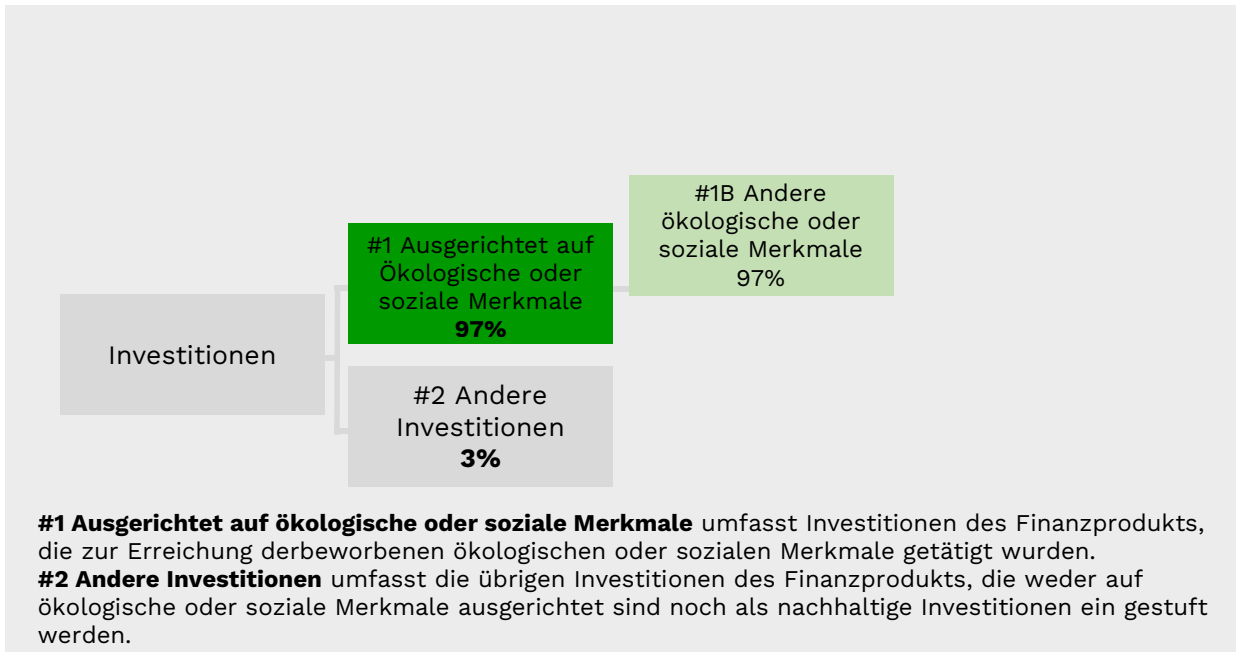 #1B Andere
ökologische oder
soziale Merkmale
97%
#1 Ausgerichtet auf
Ökologische oder
soziale Merkmale
97%
Investitionen
#2 Andere
Investitionen
3%
#1 Ausgerichtet auf ökologische oder soziale Merkmale umfasst Investitionen des Finanzprodukts,
die zur Erreichung derbeworbenen ökologischen oder sozialen Merkmale getätigt wurden.
#2 Andere Investitionen umfasst die übrigen Investitionen des Finanzprodukts, die weder auf
ökologische oder soziale Merkmale ausgerichtet sind noch als nachhaltige Investitionen ein gestuft
werden.